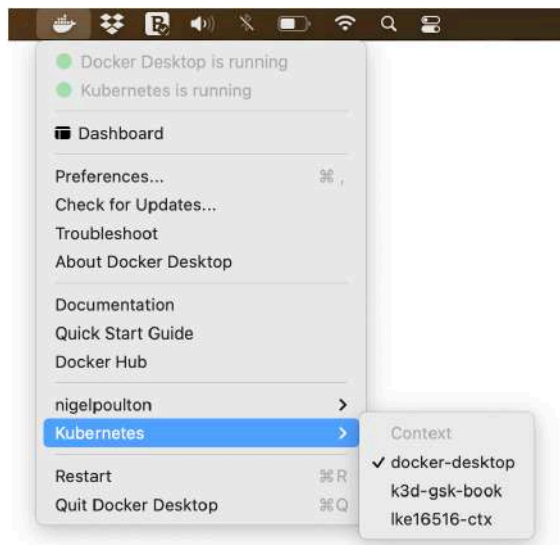 Docker Desktop is running
Kubernetes is running
Dashboard
Preferences... ⌘ ,
Check for Updates...
Troubleshoot
About Docker Desktop
Documentation
Quick Start Guide
Docker Hub
nigelpoulton
Kubernetes
Context
✓ docker-desktop
k3d-gsk-book
lke16516-ctx
Restart ⌘R
Quit Docker Desktop ⌘Q